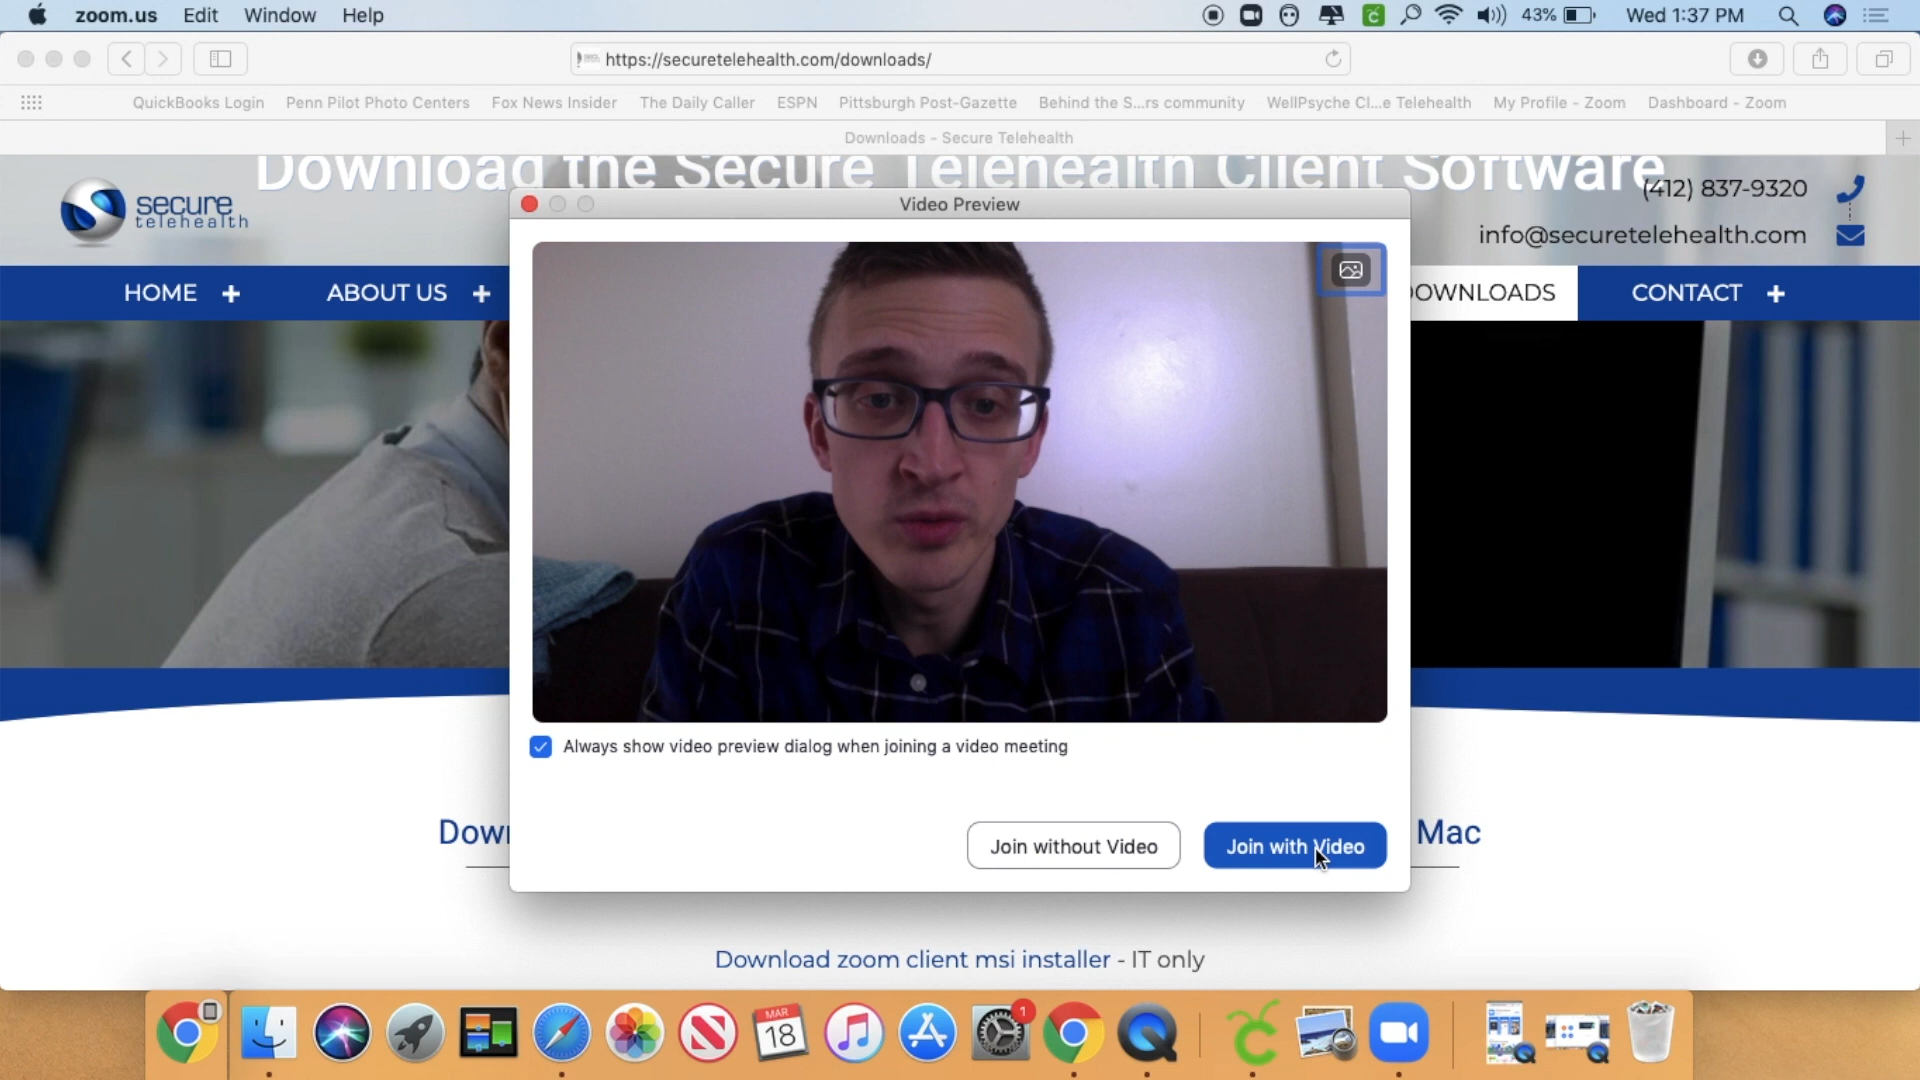 zoom.us Edit Window Help 43% Wed 1:37 PM
https://securetelehealth.com/downloads/
QuickBooks Login Penn Pilot Photo Centers Fox News Insider The Daily Caller ESPN Pittsburgh Post-Gazette Behind the S...rs community WellPsyche Cl...e Telehealth My Profile - Zoom Dashboard - Zoom
Downloads - Secure Telehealth
Download the Secure Telehealth Client Software
(412) 837-9320
secure
telehealth
info@securetelehealth.com
Video Preview
HOME + ABOUT US + DOWNLOADS CONTACT +
Always show video preview dialog when joining a video meeting
Join without Video Join with Video
Mac
Download zoom client msi installer - IT only
1
MAR
18